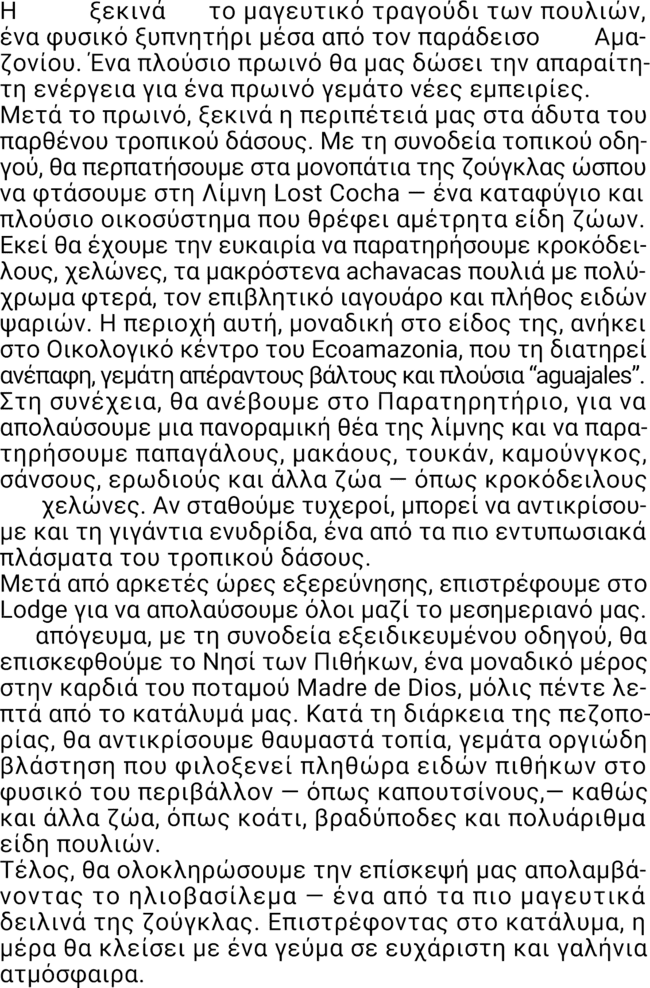 Η ξεκινά το μαγευτικό τραγούδι των πουλιών,
ένα φυσικό ξυπνητήρι μέσα από τον παράδεισο Αμα-
ζονίου. Ένα πλούσιο πρωινό θα μας δώσει την απαραίτη-
τη ενέργεια για ένα πρωινό γεμάτο νέες εμπειρίες.
Μετά το πρωινό, ξεκινά η περιπέτειά μας στα άδυτα του
παρθένου τροπικού δάσους. Με τη συνοδεία τοπικού οδη-
γού, θα περπατήσουμε στα μονοπάτια της ζούγκλας ώσπου
να φτάσουμε στη Λίμνη Lost Cocha — ένα καταφύγιο και
πλούσιο οικοσύστημα που θρέφει αμέτρητα είδη ζώων.
Εκεί θα έχουμε την ευκαιρία να παρατηρήσουμε κροκόδει-
λους, χελώνες, τα μακρόστενα achavacas πουλιά με πολύ-
χρωμα φτερά, τον επιβλητικό ιαγουάρο και πλήθος ειδών
ψαριών. Η περιοχή αυτή, μοναδική στο είδος της, ανήκει
στο Οικολογικό κέντρο του Ecoamazonia, που τη διατηρεί
ανέπαφη, γεμάτη απέραντους βάλτους και πλούσια “aguajales”.
Στη συνέχεια, θα ανέβουμε στο Παρατηρητήριο, για να
απολαύσουμε μια πανοραμική θέα της λίμνης και να παρα-
τηρήσουμε παπαγάλους, μακάους, τουκάν, καμούνγκος,
σάνσους, ερωδιούς και άλλα ζώα — όπως κροκόδειλους
χελώνες. Αν σταθούμε τυχεροί, μπορεί να αντικρίσου-
με και τη γιγάντια ενυδρίδα, ένα από τα πιο εντυπωσιακά
πλάσματα του τροπικού δάσους.
Μετά από αρκετές ώρες εξερεύνησης, επιστρέφουμε στο
Lodge για να απολαύσουμε όλοι μαζί το μεσημεριανό μας.
απόγευμα, με τη συνοδεία εξειδικευμένου οδηγού, θα
επισκεφθούμε το Νησί των Πιθήκων, ένα μοναδικό μέρος
στην καρδιά του ποταμού Madre de Dios, μόλις πέντε λε-
πτά από το κατάλυμά μας. Κατά τη διάρκεια της πεζοπο-
ρίας, θα αντικρίσουμε θαυμαστά τοπία, γεμάτα οργιώδη
βλάστηση που φιλοξενεί πληθώρα ειδών πιθήκων στο
φυσικό του περιβάλλον — όπως καπουτσίνους,— καθώς
και άλλα ζώα, όπως κοάτι, βραδύποδες και πολυάριθμα
είδη πουλιών.
Τέλος, θα ολοκληρώσουμε την επίσκεψή μας απολαμβά-
νοντας το ηλιοβασίλεμα — ένα από τα πιο μαγευτικά
δειλινά της ζούγκλας. Επιστρέφοντας στο κατάλυμα, η
μέρα θα κλείσει με ένα γεύμα σε ευχάριστη και γαλήνια
ατμόσφαιρα.